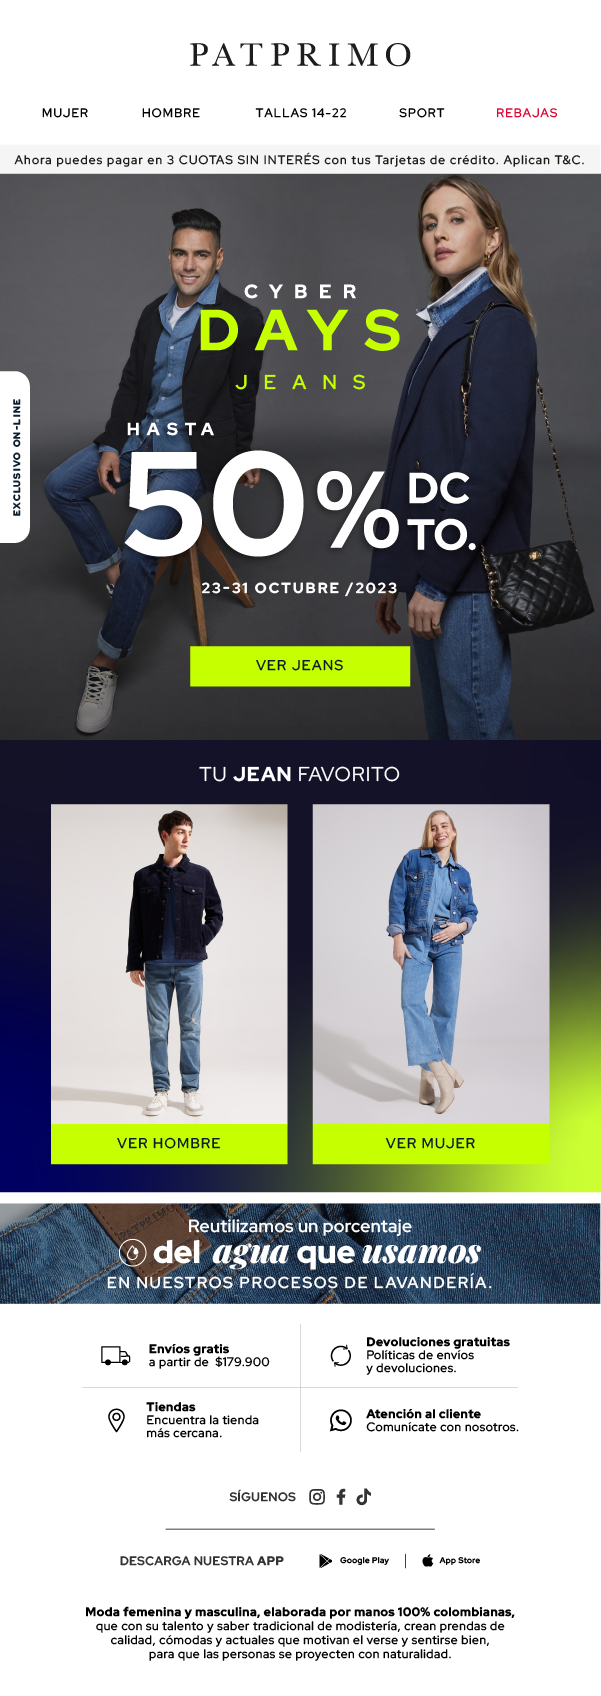 PATPRIMO
MUJER HOMBRE TALLAS 14-22 SPORT REBAJAS
Ahora puedes pagar en 3 CUOTAS SIN INTERÉS con tus Tarjetas de crédito. Aplican T&C.
CYBER
DAYS
JEANS
EXCLUSIVO ON-LINE
HASTA
50% DC
TO.
23-31 OCTUBRE /2023
VER JEANS
TU JEAN FAVORITO
VER HOMBRE
VER MUJER
Reutilizamos un porcentaje
del agua que usamos
EN NUESTROS PROCESOS DE LAVANDERÍA.
Envíos gratis
a partir de $179.900
Devoluciones gratuitas
Políticas de envíos
y devoluciones.
Tiendas
Encuentra la tienda
más cercana.
Atención al cliente
Comunícate con nosotros.
SÍGUENOS
DESCARGA NUESTRA APP Google Play | App Store
Moda femenina y masculina, elaborada por manos 100% colombianas,
que con su talento y saber tradicional de modistería, crean prendas de
calidad, cómodas y actuales que motivan el verse y sentirse bien,
para que las personas se proyecten con naturalidad.